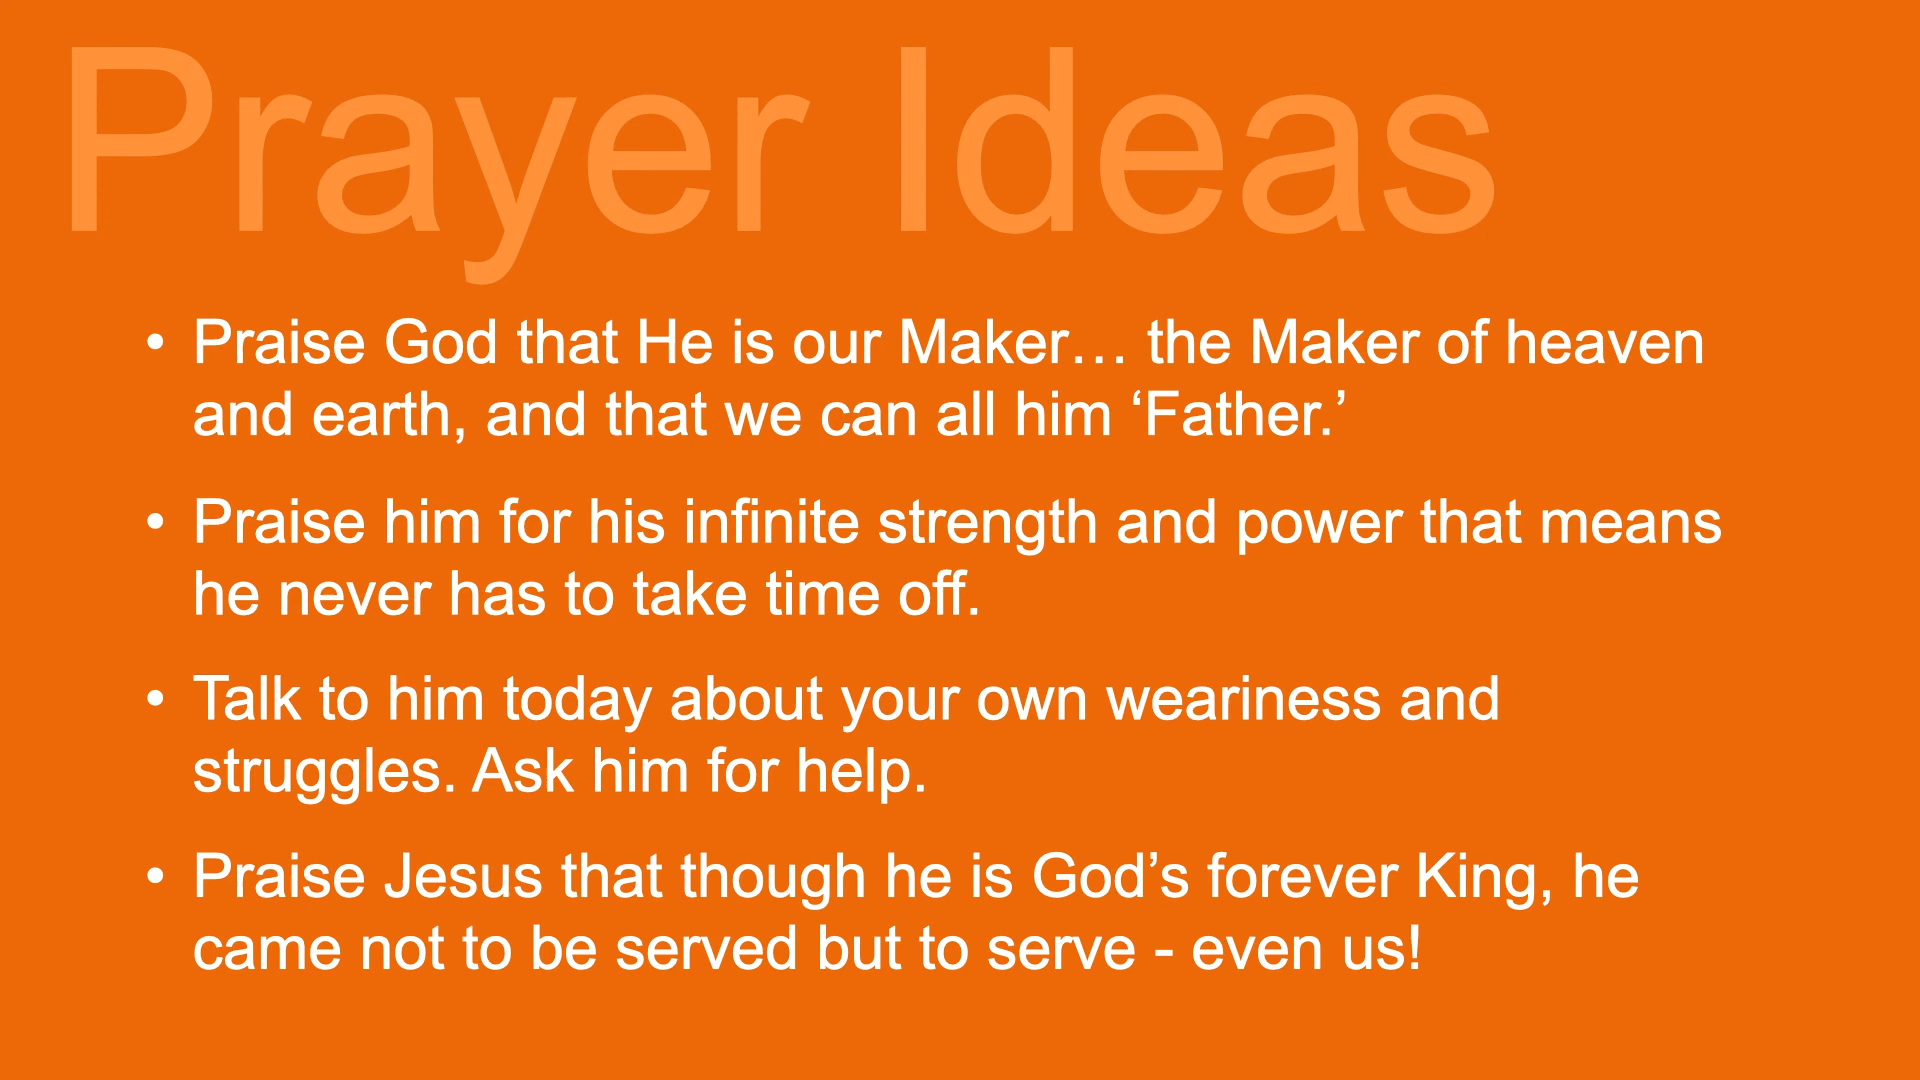 Prayer Ideas
• Praise God that He is our Maker… the Maker of heaven
and earth, and that we can all him ‘Father.’
• Praise him for his infinite strength and power that means
he never has to take time off.
• Talk to him today about your own weariness and
struggles. Ask him for help.
• Praise Jesus that though he is God’s forever King, he
came not to be served but to serve - even us!